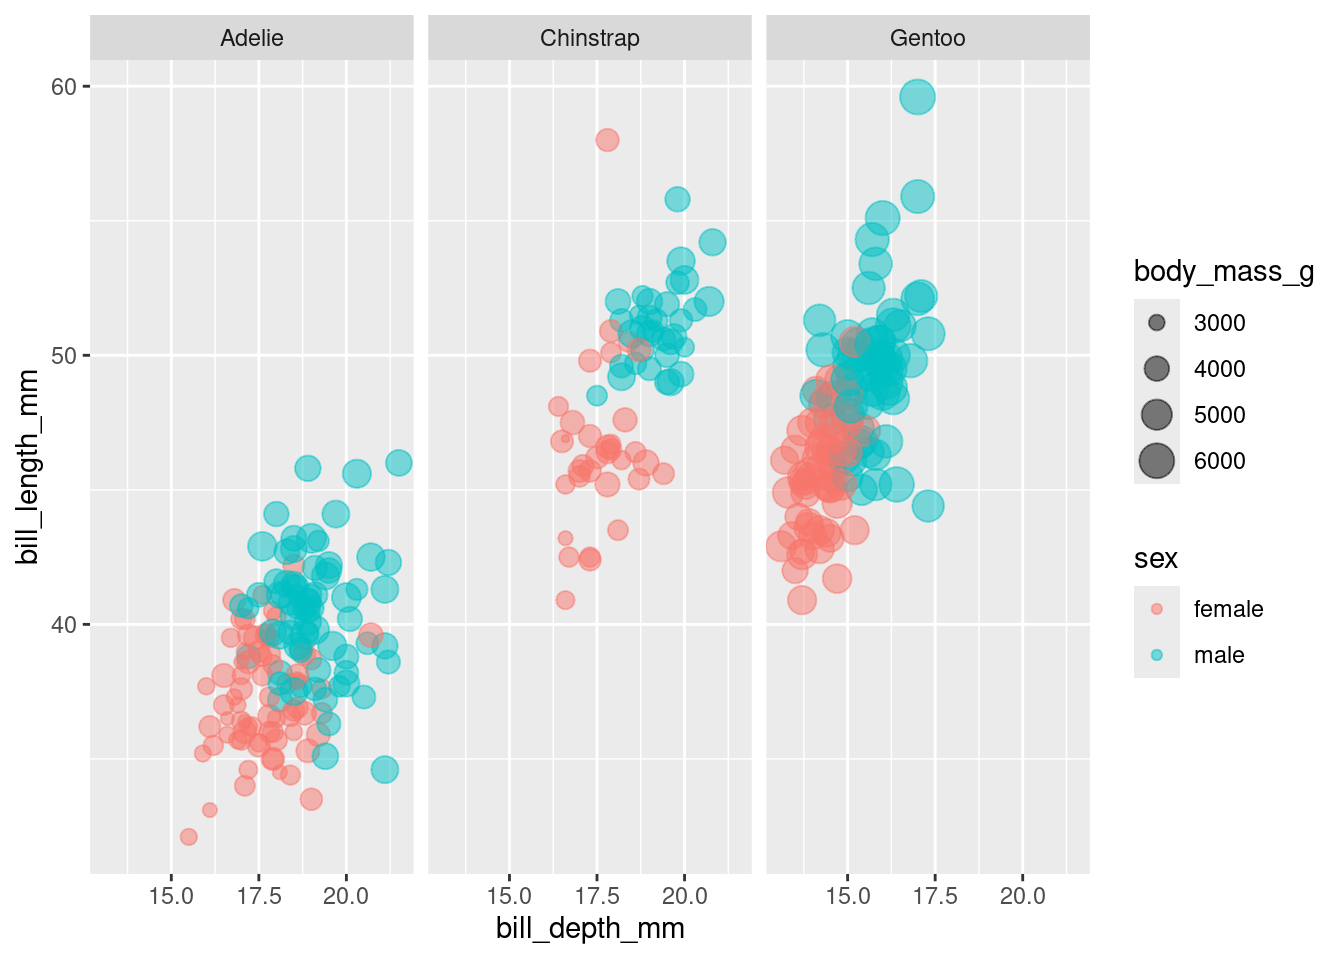 Adelie
Chinstrap
Gentoo
60
50
40
bill_length_mm
15.0 17.5 20.0
15.0 17.5 20.0
15.0 17.5 20.0
bill_depth_mm
body_mass_g
3000
4000
5000
6000
sex
female
male